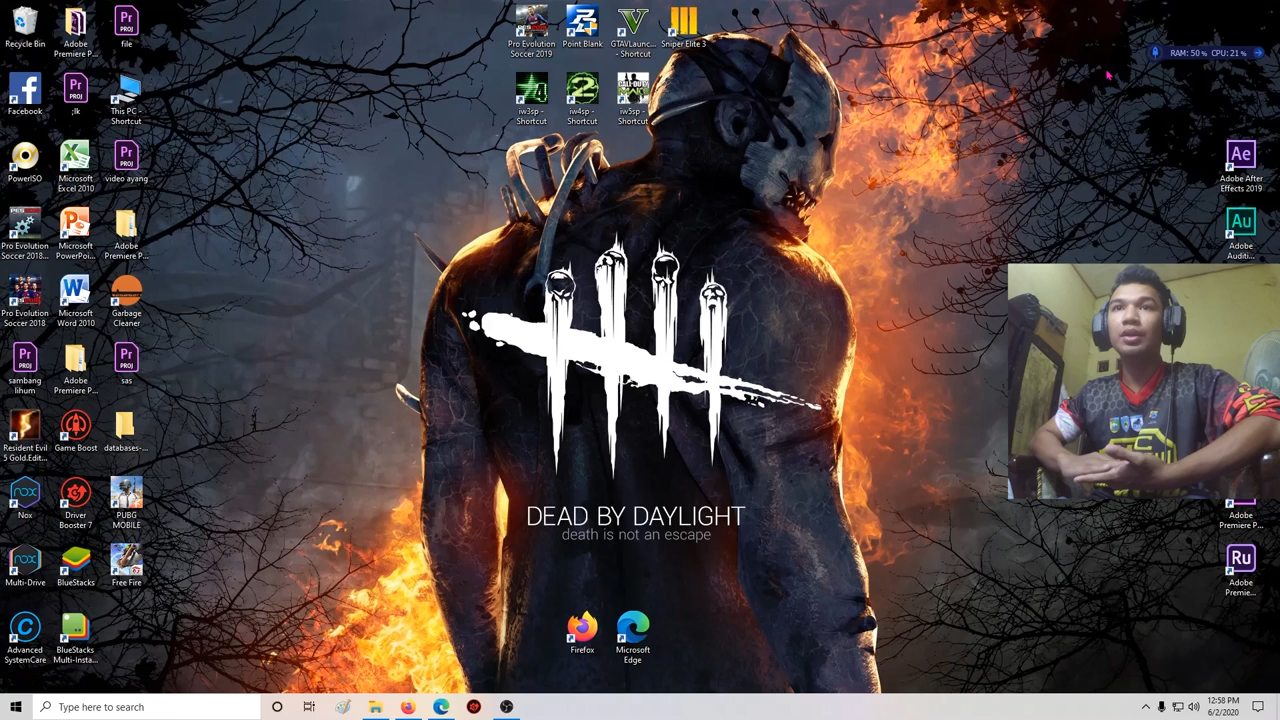 Recycle Bin
Adobe
Premiere P...
file
Facebook
;lk
This PC -
Shortcut
PowerISO
Microsoft
Excel 2010
video ayang...
Pro Evolution
Soccer 2018...
Microsoft
PowerPoi...
Adobe
Premiere P...
Pro Evolution
Soccer 2018
Microsoft
Word 2010
Garbage
Cleaner
sambang
lihum
Adobe
Premiere P...
sas
Resident Evil
5 Gold.Edit...
Game Boost
databases-...
Nox
Driver
Booster 7
PUBG
MOBILE
Multi-Drive
BlueStacks
Free Fire
Advanced
SystemCare
BlueStacks
Multi-Insta...
Pro Evolution
Soccer 2019
Point Blank
GTAVLaunc...
- Shortcut
Sniper Elite 3
iw3sp -
Shortcut
iw4sp -
Shortcut
iw5sp -
Shortcut
RAM: 50 % CPU: 21 %
Adobe After
Effects 2019
Adobe
Auditi...
Adobe
Premiere P...
Adobe
Premie...
DEAD BY DAYLIGHT
death is not an escape
Firefox
Microsoft
Edge
Type here to search
12:58 PM
6/2/2020